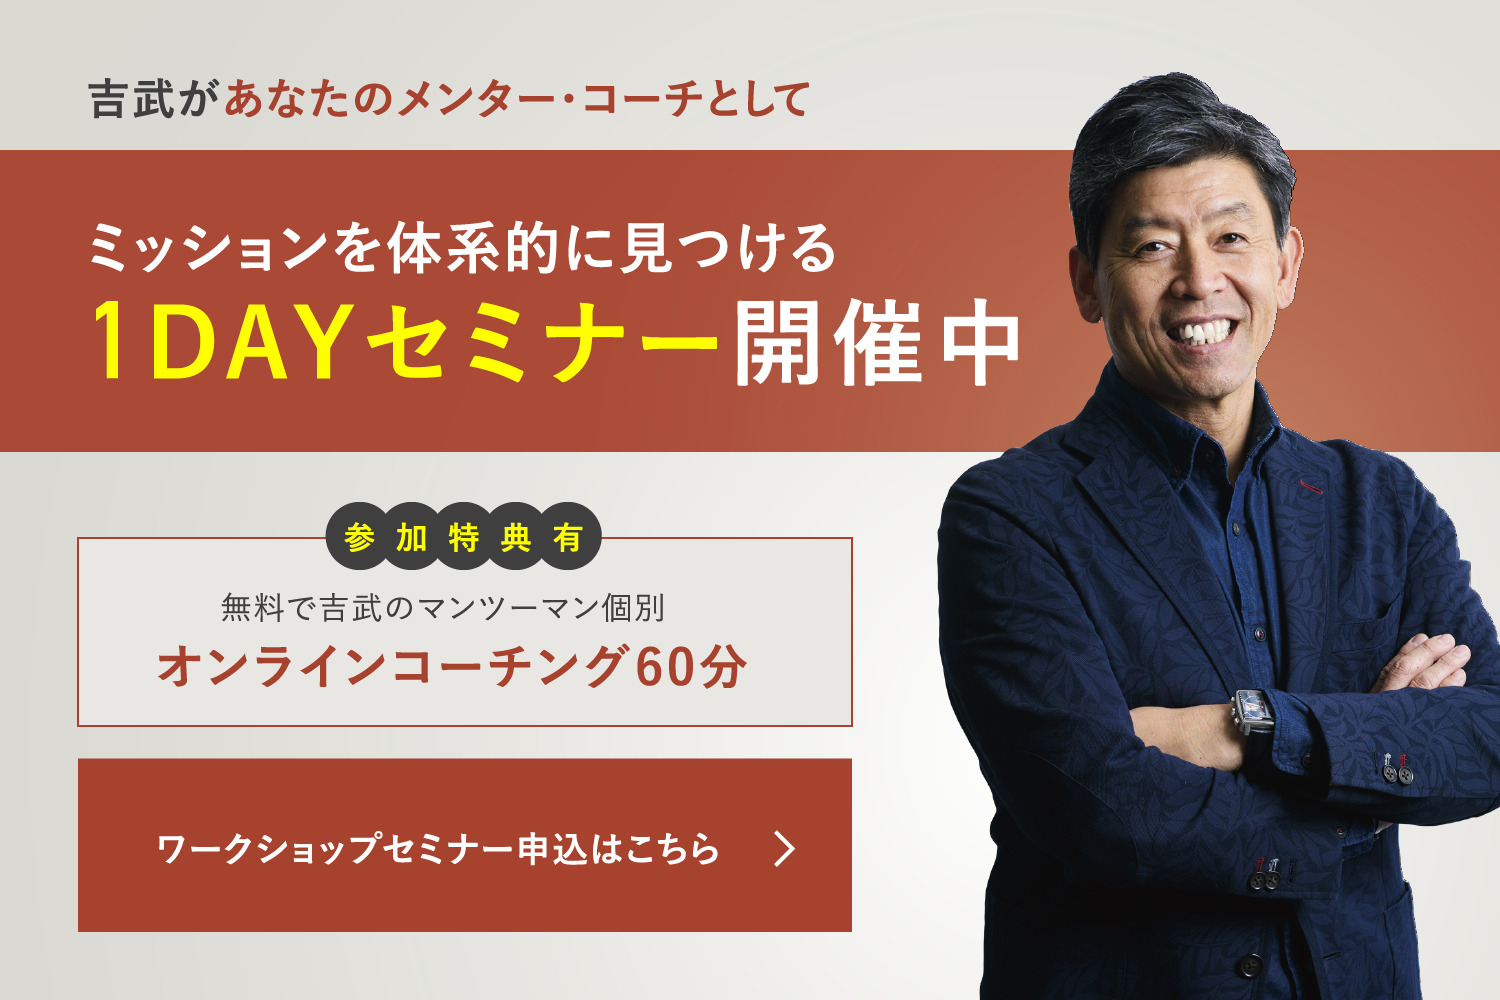 吉武があなたのメンター・コーチとして
ミッションを体系的に見つける
1DAYセミナー開催中
参加特典有
無料で吉武のマンツーマン個別
オンラインコーチング60分
ワークショップセミナー申込はこちら